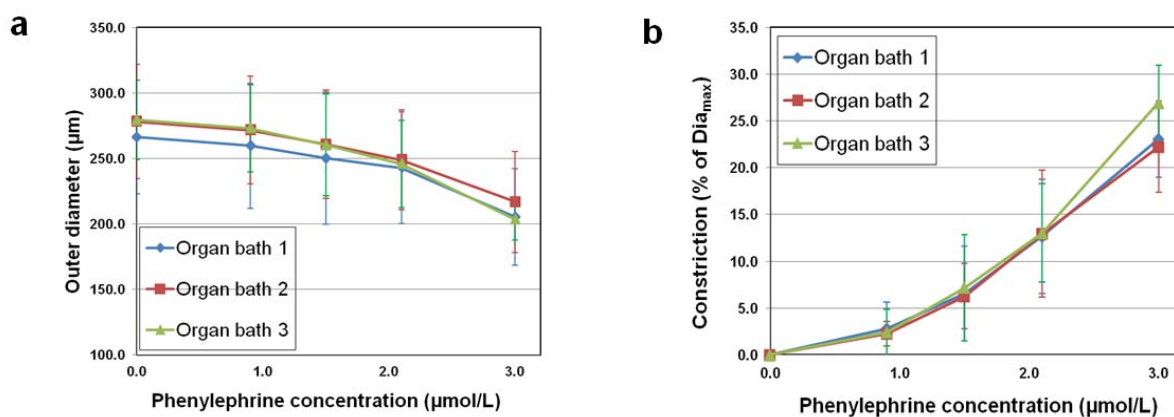 a
350.0
300.0
250.0
200.0
250.0
100.0
Outer diameter (µm)
Organ bath 1
Organ bath 2
Organ bath 3
0.0 1.0 2.0 3.0
Phenylephrine concentration (µmol/L)
b
35.0
30.0
25.0
20.0
15.0
10.0
5.0
0.0
Constriction (% of Diamax)
Organ bath 1
Organ bath 2
Organ bath 3
0.0 1.0 2.0 3.0
Phenylephrine concentration (µmol/L)